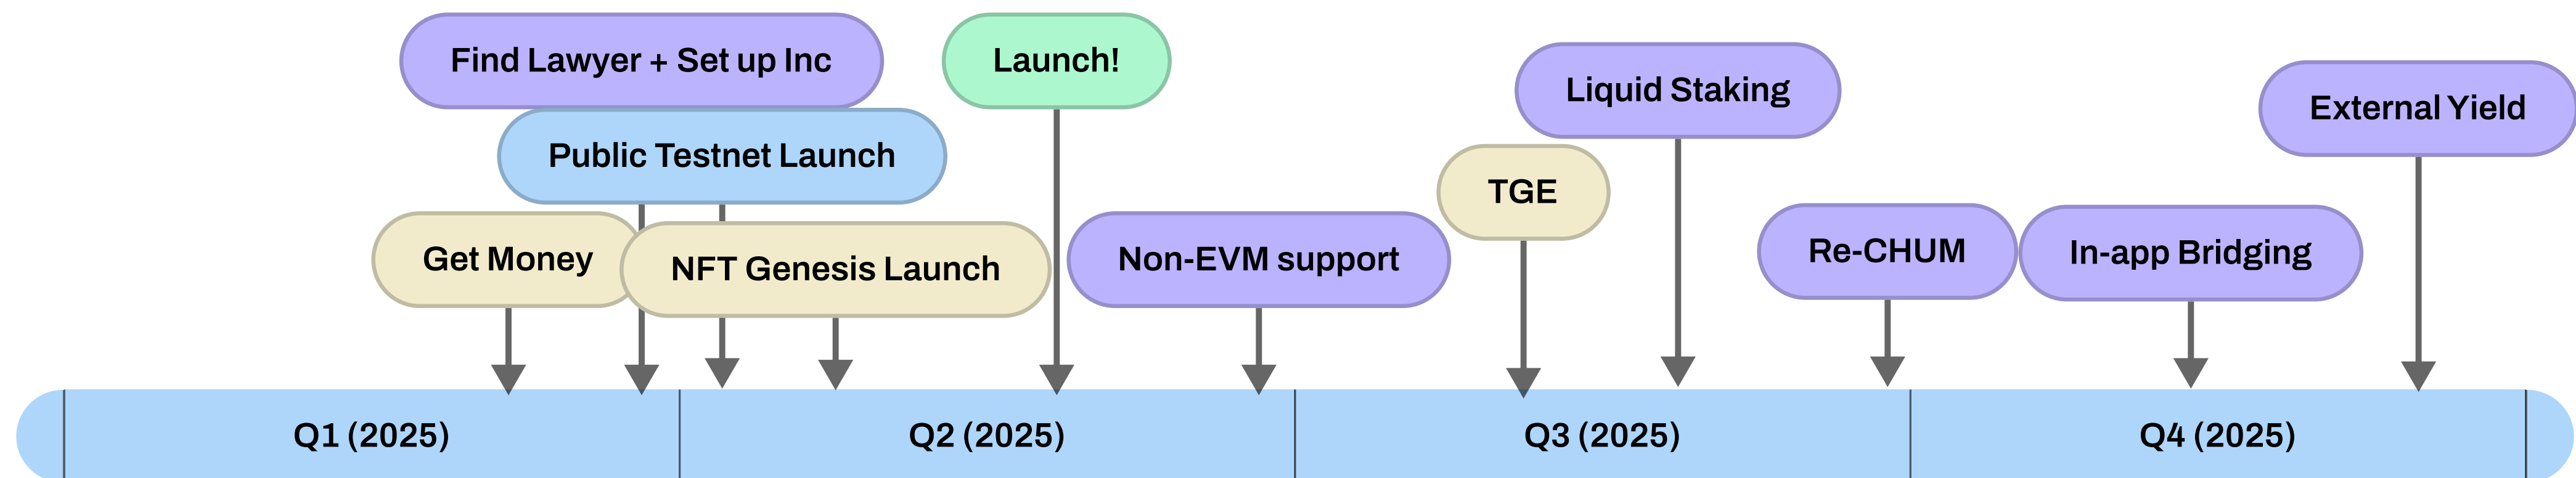 Find Lawyer + Set up Inc
Launch!
Liquid Staking
External Yield
Public Testnet Launch
TGE
Get Money
NFT Genesis Launch
Non-EVM support
Re-CHUM
In-app Bridging
Q1 (2025)
Q2 (2025)
Q3 (2025)
Q4 (2025)